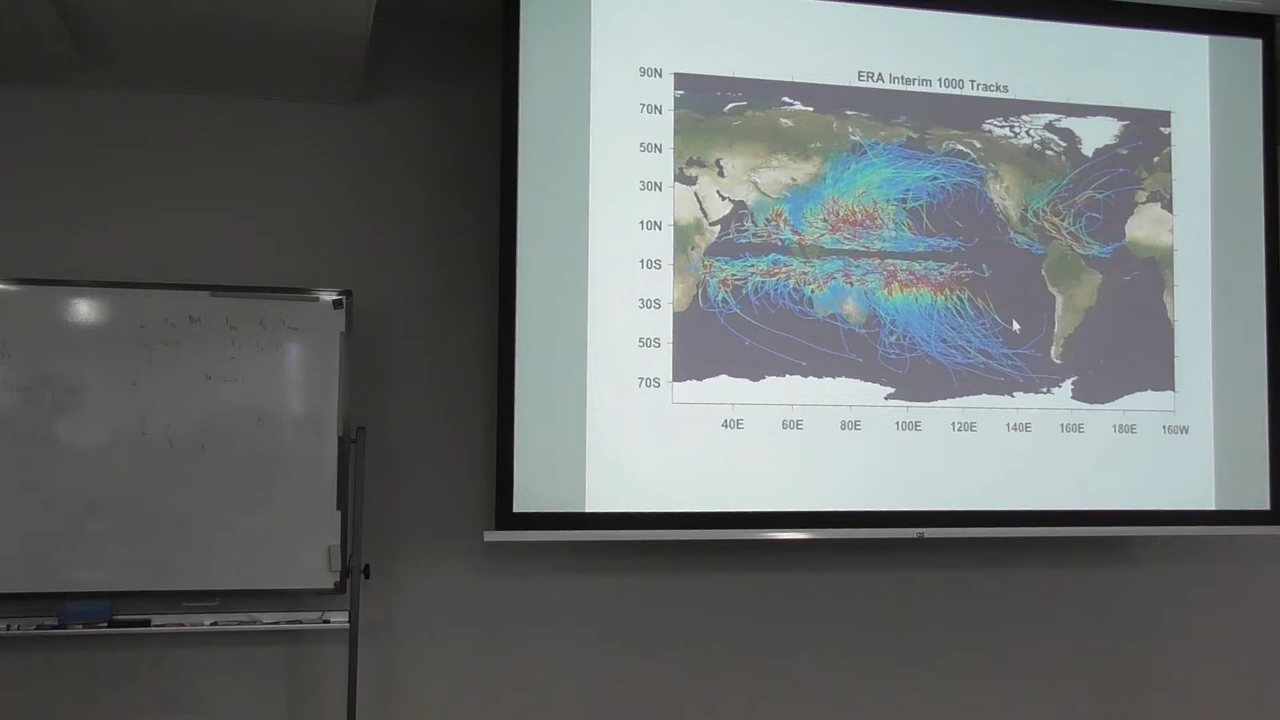 ERA Interim 1000 Tracks
90N
70N
50N
30N
10N
10S
30S
50S
70S
40E 60E 80E 100E 120E 140E 160E 180E 160W